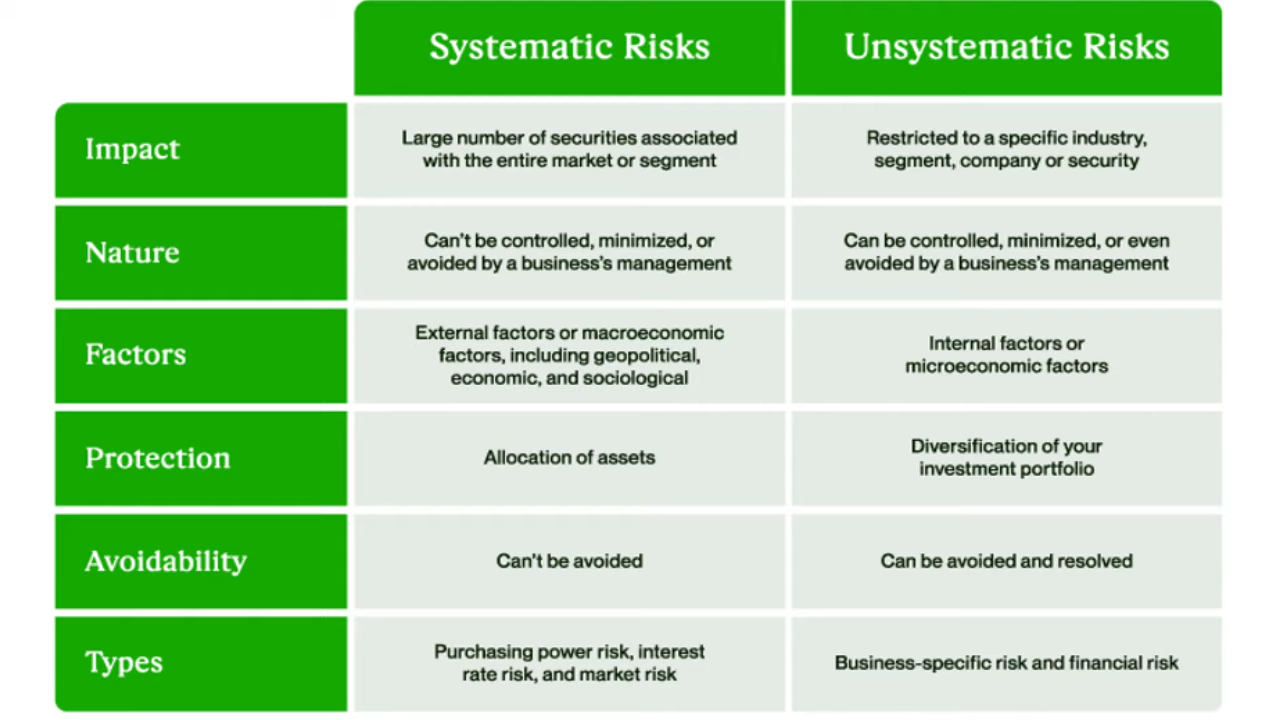 Systematic Risks
Unsystematic Risks
Impact
Large number of securities associated
with the entire market or segment
Restricted to a specific industry,
segment, company or security
Nature
Can't be controlled, minimized, or
avoided by a business's management
Can be controlled, minimized, or even
avoided by a business's management
Factors
External factors or macroeconomic
factors, including geopolitical,
economic, and sociological
Internal factors or
microeconomic factors
Protection
Allocation of assets
Diversification of your
investment portfolio
Avoidability
Can't be avoided
Can be avoided and resolved
Types
Purchasing power risk, interest
rate risk, and market risk
Business-specific risk and financial risk